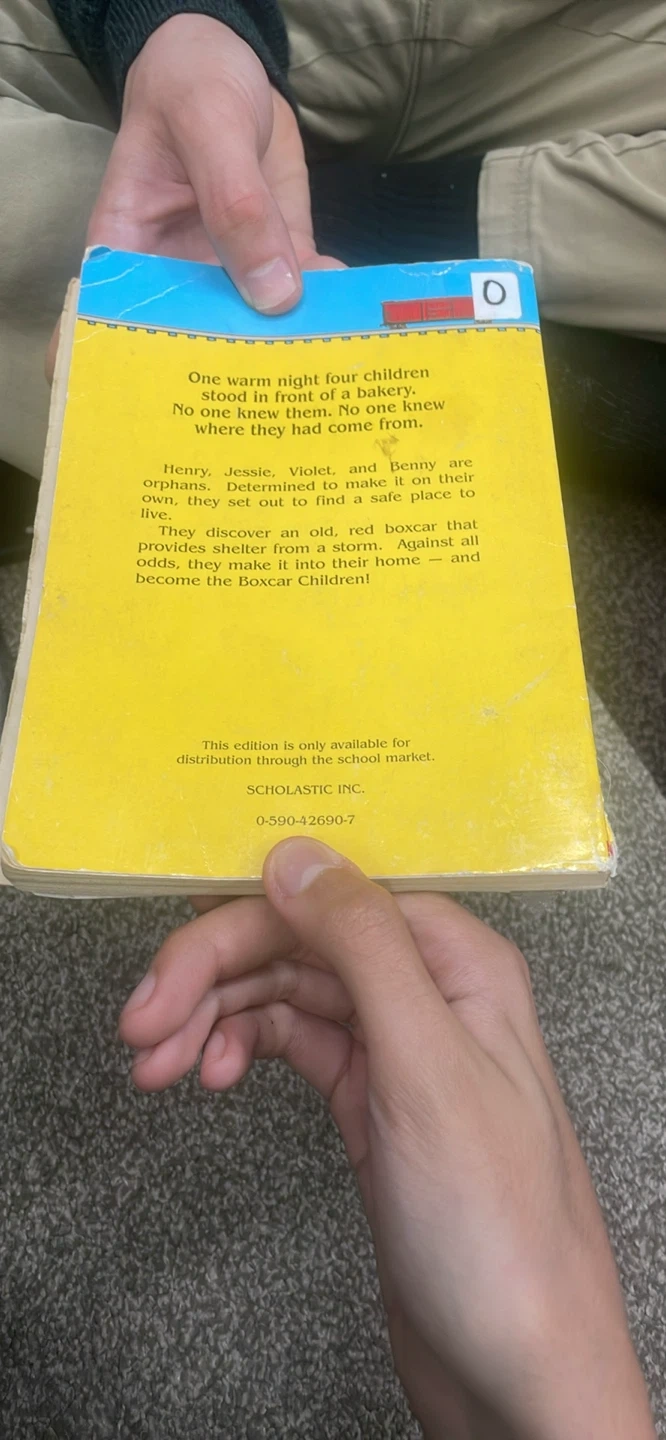 O
One warm night four children
stood in front of a bakery.
No one knew them. No one knew
where they had come from.
Henry, Jessie, Violet, and Benny are
orphans. Determined to make it on their
own, they set out to find a safe place to
live.
They discover an old, red boxcar that
provides shelter from a storm. Against all
odds, they make it into their home — and
become the Boxcar Children!
This edition is only available for
distribution through the school market.
SCHOLASTIC INC.
0-590-42690-7